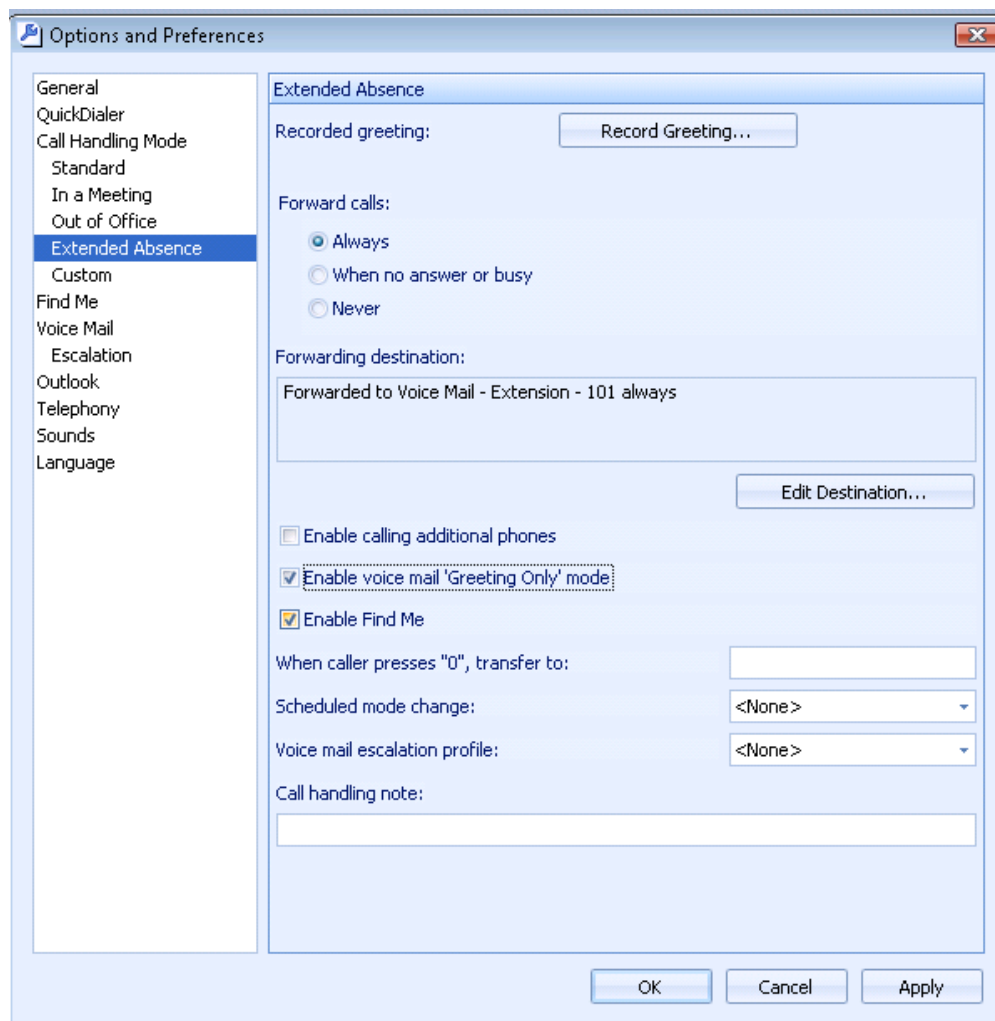 Options and Preferences
General
QuickDialer
Call Handling Mode
Standard
In a Meeting
Out of Office
Extended Absence
Custom
Find Me
Voice Mail
Escalation
Outlook
Telephony
Sounds
Language
Extended Absence
Recorded greeting:
Record Greeting...
Forward calls:
Always
When no answer or busy
Never
Forwarding destination:
Forwarded to Voice Mail - Extension - 101 always
Edit Destination...
Enable calling additional phones
Enable voice mail 'Greeting Only' mode
Enable Find Me
When caller presses "0", transfer to:
Scheduled mode change:
<None>
Voice mail escalation profile:
<None>
Call handling note:
OK
Cancel
Apply